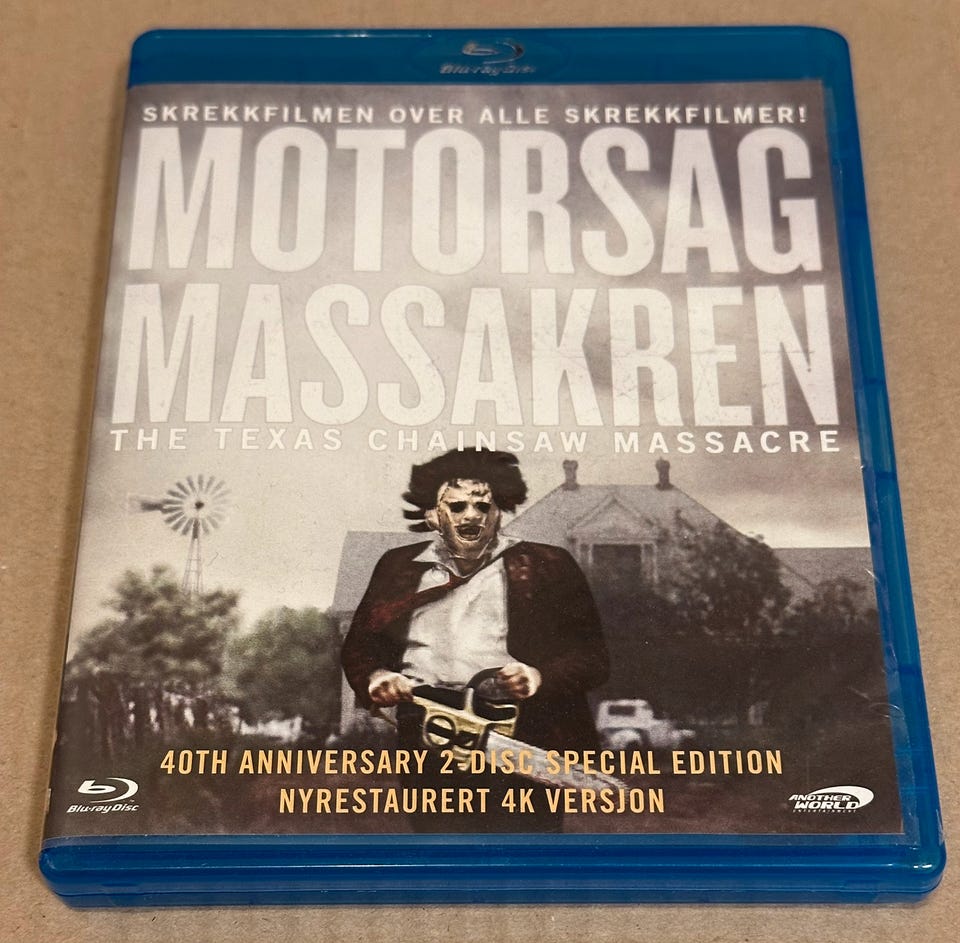 Blu-ray Disc
SKREKKFILMEN OVER ALLE SKREKKFILMER!
MOTORSAG
MASSAKREN
THE TEXAS CHAINSAW MASSACRE
40TH ANNIVERSARY 2-DISC SPECIAL EDITION
NYRESTAURERT 4K VERSJON
Blu-ray Disc
ANOTHER
WORLD
entertainment